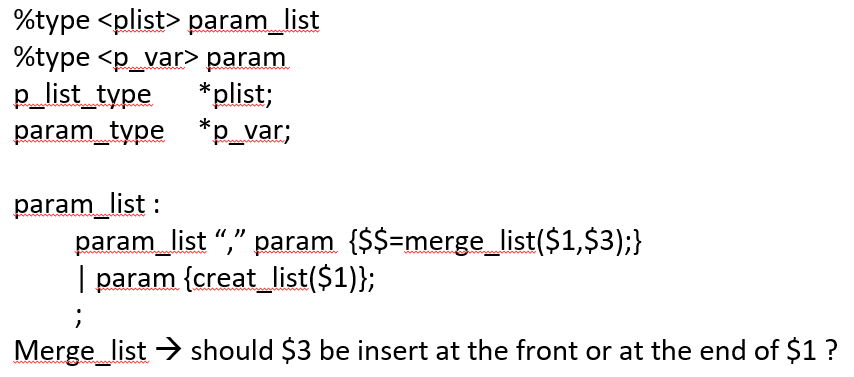 %type <plist> param_list
%type <p_var> param
p_list_type *plist;
param_type *p_var;
param_list :
param_list “,” param {$$=merge_list($1,$3);}
| param {creat_list($1)};
;
Merge_list → should $3 be insert at the front or at the end of $1 ?